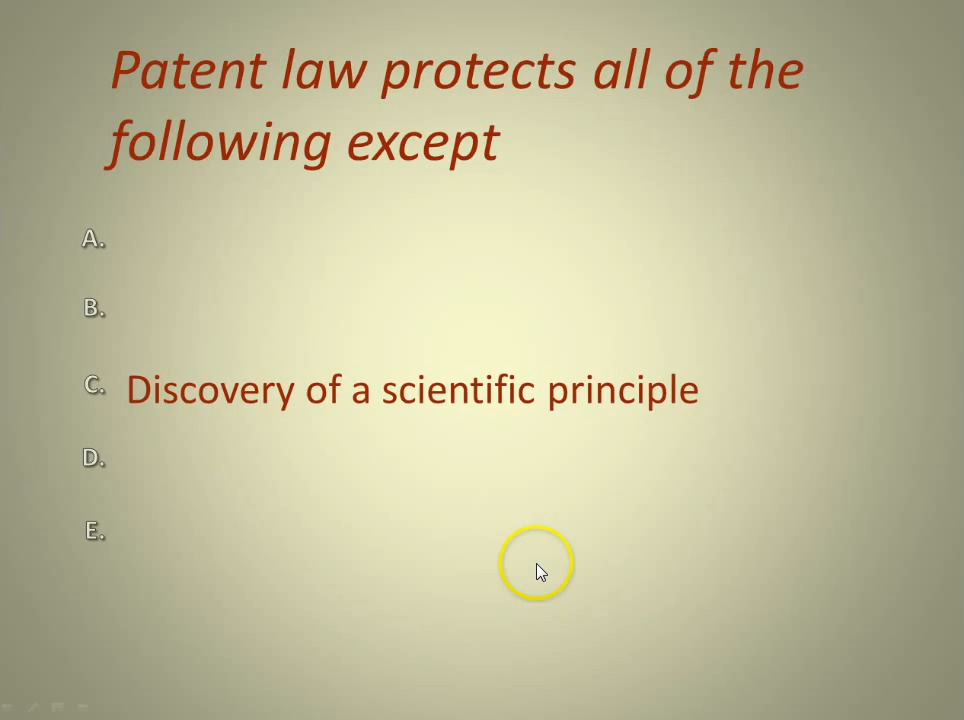 Patent law protects all of the
following except
A.
B.
C. Discovery of a scientific principle
D.
E.